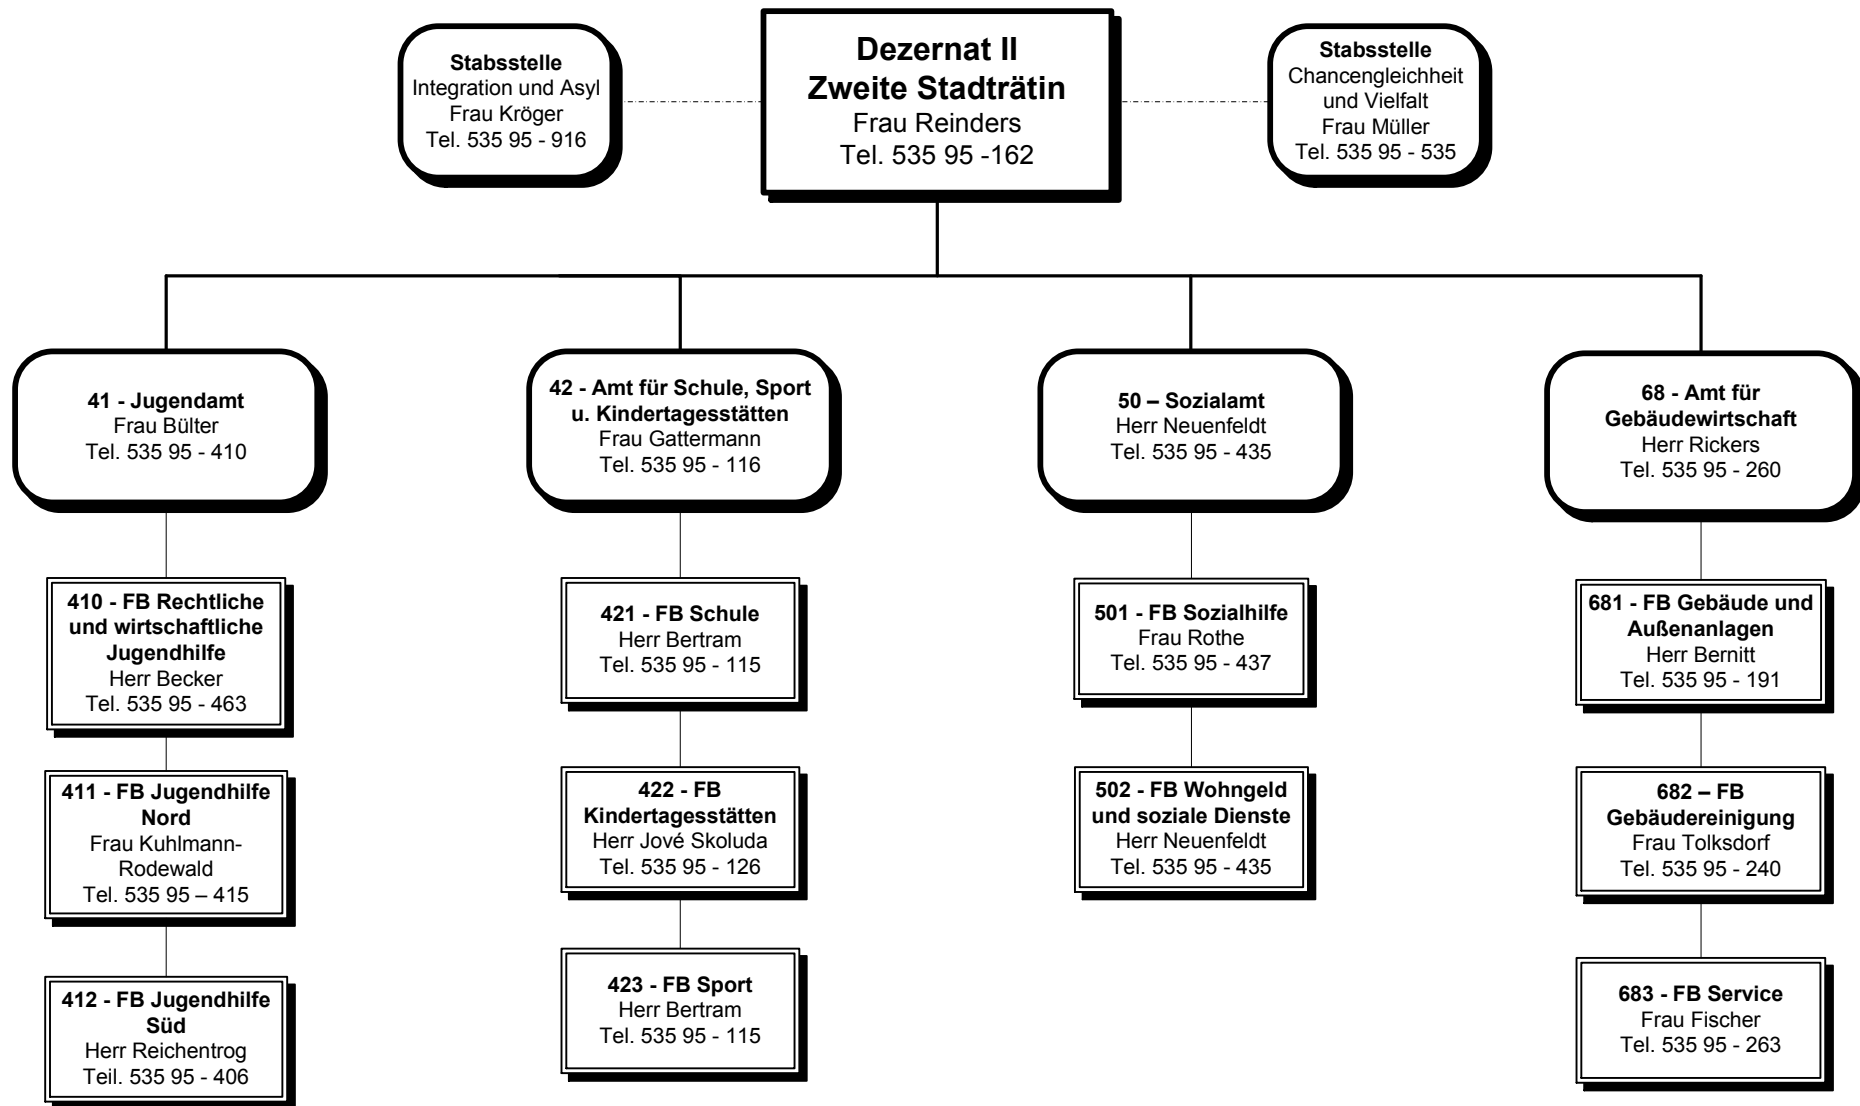 Stabsstelle
Integration und Asyl
Frau Kröger
Tel. 535 95 - 916
Dezernat II
Zweite Stadträtin
Frau Reinders
Tel. 535 95 -162
Stabsstelle
Chancengleichheit
und Vielfalt
Frau Müller
Tel. 535 95 - 535
41 - Jugendamt
Frau Bülter
Tel. 535 95 - 410
42 - Amt für Schule, Sport
u. Kindertagesstätten
Frau Gattermann
Tel. 535 95 - 116
50 – Sozialamt
Herr Neuenfeldt
Tel. 535 95 - 435
68 - Amt für
Gebäudewirtschaft
Herr Rickers
Tel. 535 95 - 260
410 - FB Rechtliche
und wirtschaftliche
Jugendhilfe
Herr Becker
Tel. 535 95 - 463
421 - FB Schule
Herr Bertram
Tel. 535 95 - 115
501 - FB Sozialhilfe
Frau Rothe
Tel. 535 95 - 437
681 - FB Gebäude und
Außenanlagen
Herr Bernitt
Tel. 535 95 - 191
411 - FB Jugendhilfe
Nord
Frau Kuhlmann-
Rodewald
Tel. 535 95 – 415
422 - FB
Kindertagesstätten
Herr Jové Skoluda
Tel. 535 95 - 126
502 - FB Wohngeld
und soziale Dienste
Herr Neuenfeldt
Tel. 535 95 - 435
682 – FB
Gebäudereinigung
Frau Tolksdorf
Tel. 535 95 - 240
412 - FB Jugendhilfe
Süd
Herr Reichentrog
Teil. 535 95 - 406
423 - FB Sport
Herr Bertram
Tel. 535 95 - 115
683 - FB Service
Frau Fischer
Tel. 535 95 - 263